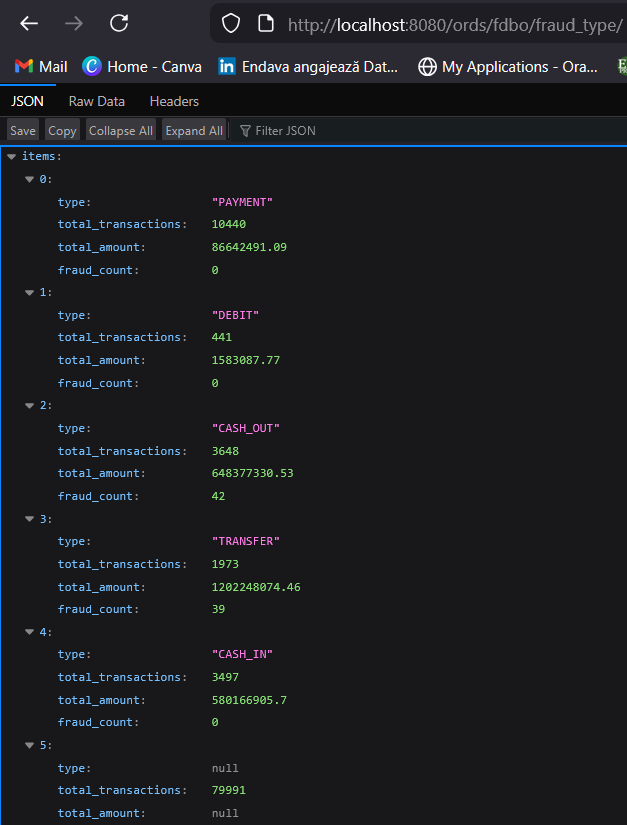 http://localhost:8080/ords/fdbo/fraud_type/
Mail Home - Canva Endava angajează Dat... My Applications - Ora...
JSON Raw Data Headers
Save Copy Collapse All Expand All Filter JSON
items:
0:
type: "PAYMENT"
total_transactions: 10440
total_amount: 86642491.09
fraud_count: 0
1:
type: "DEBIT"
total_transactions: 441
total_amount: 1583087.77
fraud_count: 0
2:
type: "CASH_OUT"
total_transactions: 3648
total_amount: 648377330.53
fraud_count: 42
3:
type: "TRANSFER"
total_transactions: 1973
total_amount: 1202248074.46
fraud_count: 39
4:
type: "CASH_IN"
total_transactions: 3497
total_amount: 580166905.7
fraud_count: 0
5:
type: null
total_transactions: 79991
total_amount: null